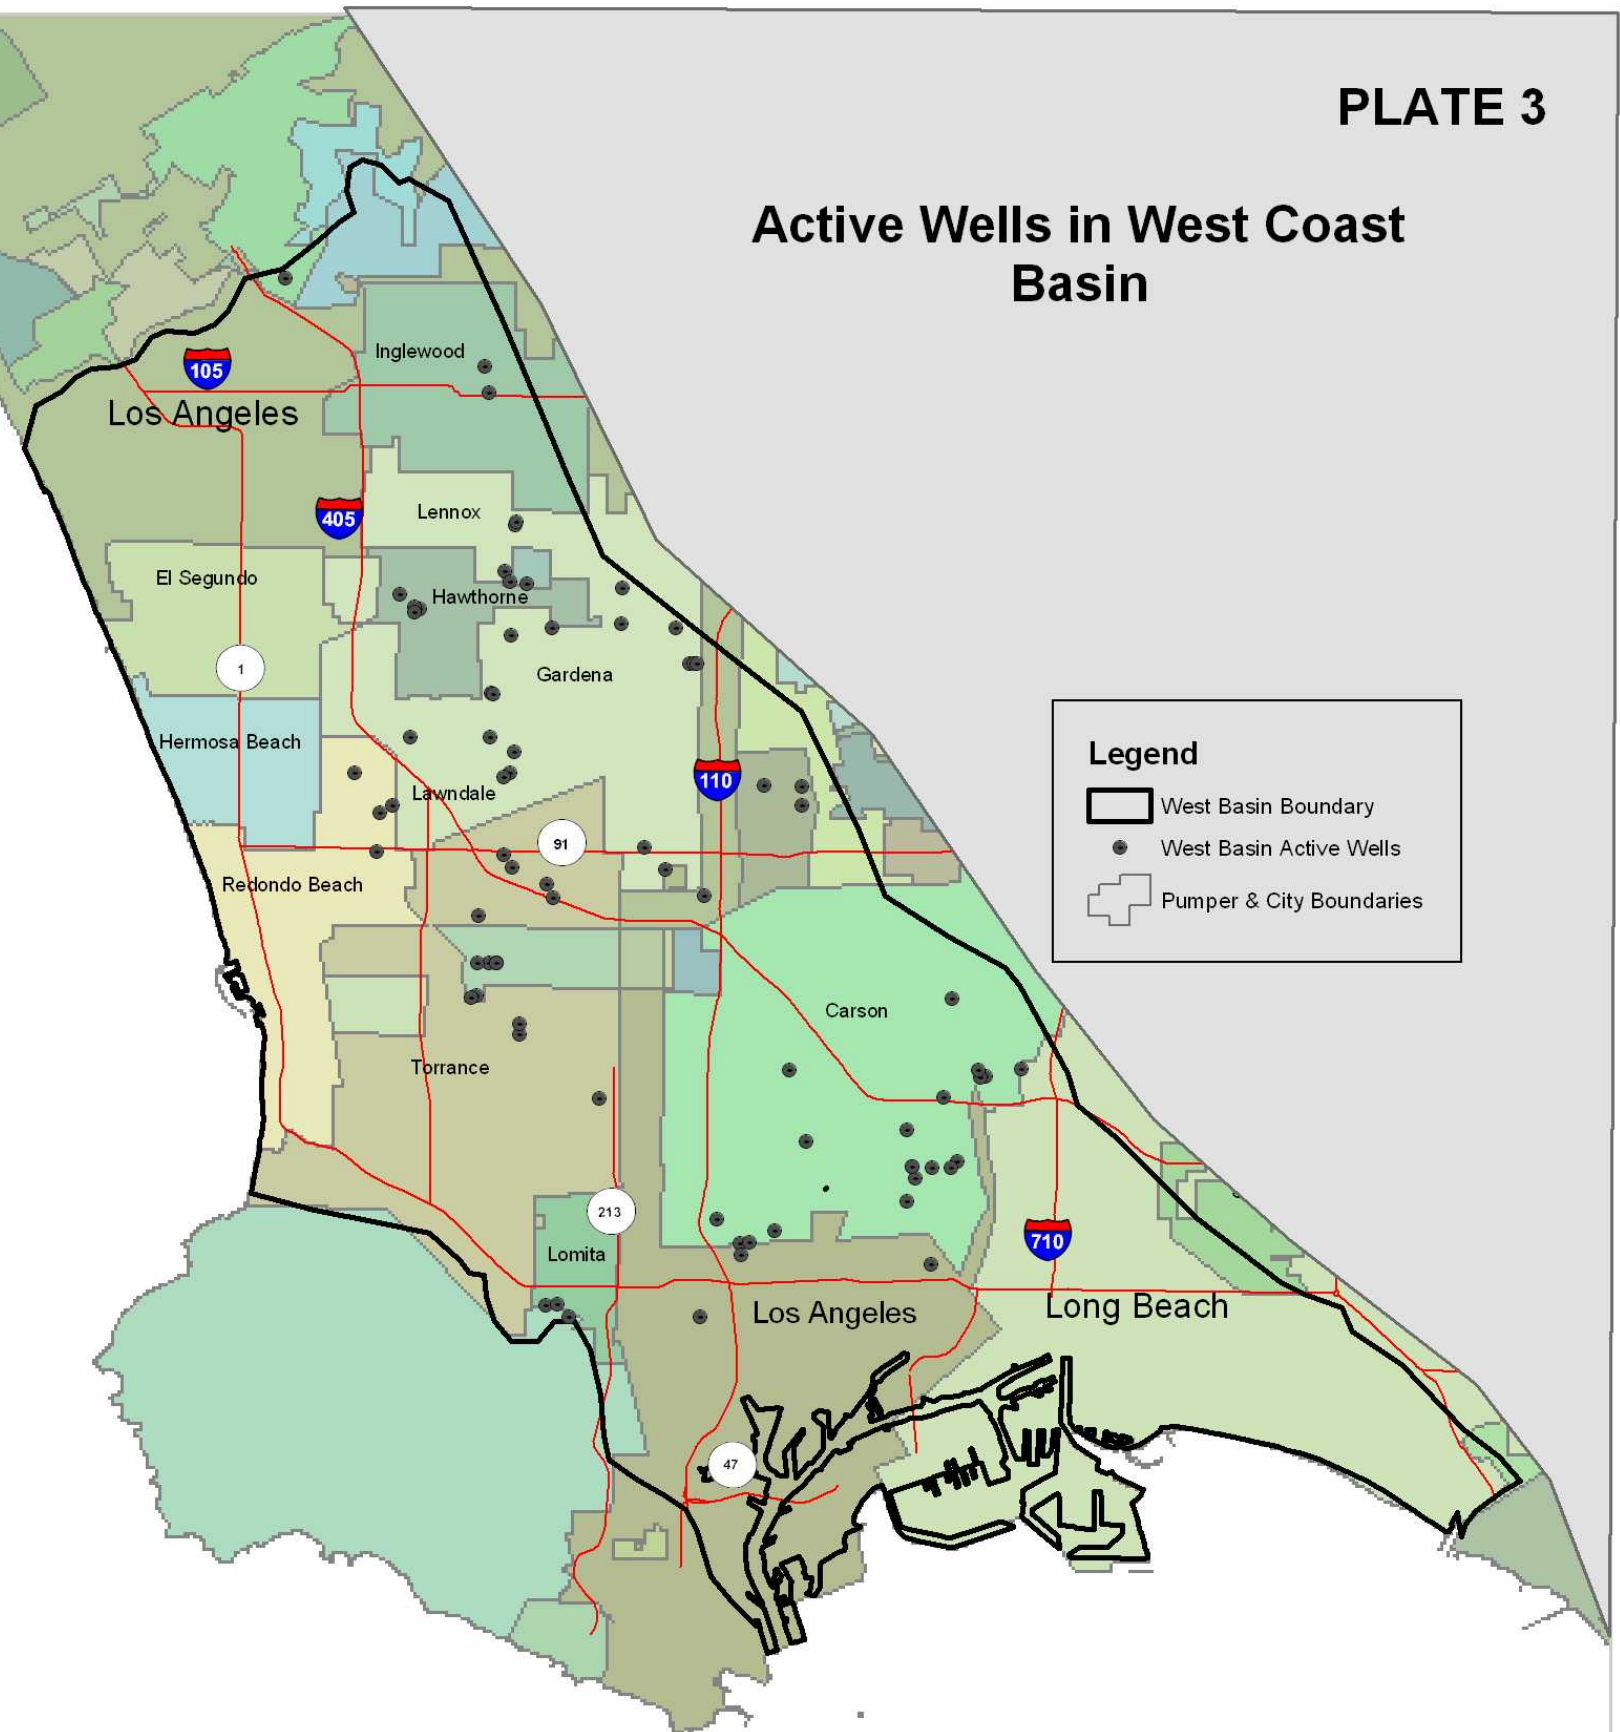 PLATE 3
Active Wells in West Coast
Basin
Inglewood
105
Los Angeles
405
Lennox
El Segundo
Hawthorne
1
Gardena
Hermosa Beach
110
Lawndale
91
Redondo Beach
Legend
West Basin Boundary
West Basin Active Wells
Pumper & City Boundaries
Carson
Torrance
213
710
Lomita
Los Angeles
Long Beach
47